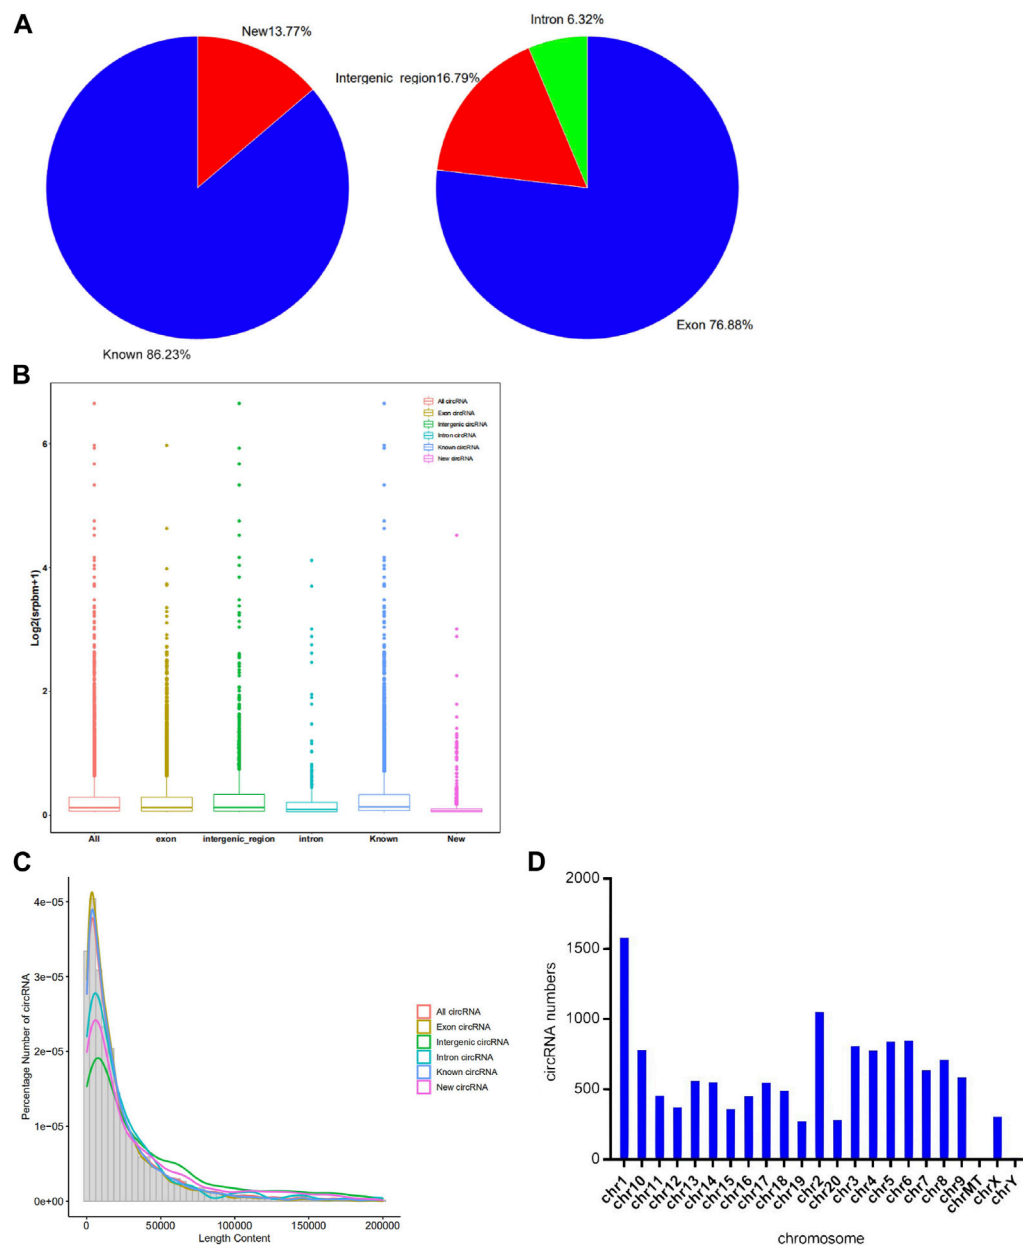 A
New13.77%
Known 86.23%
Intron 6.32%
Intergenic region16.79%
Exon 76.88%
B
Log2(srpbm+1)
6
4
2
0
All circRNA
Exon circRNA
Intergenic circRNA
Intron circRNA
Known circRNA
New circRNA
All exon intergenic_region intron Known New
C
Percentage Number of circRNA
4e-05
3e-05
2e-05
1e-05
0e+00
0 50000 100000 150000 200000
Length Content
All circRNA
Exon circRNA
Intergenic circRNA
Intron circRNA
Known circRNA
New circRNA
D
circRNA numbers
2000
1500
1000
500
0
chr1 chr10 chr11 chr12 chr13 chr14 chr15 chr16 chr17 chr18 chr19 chr2 chr20 chr3 chr4 chr5 chr6 chr7 chr8 chr9 chrMT chrX chrY
chromosome